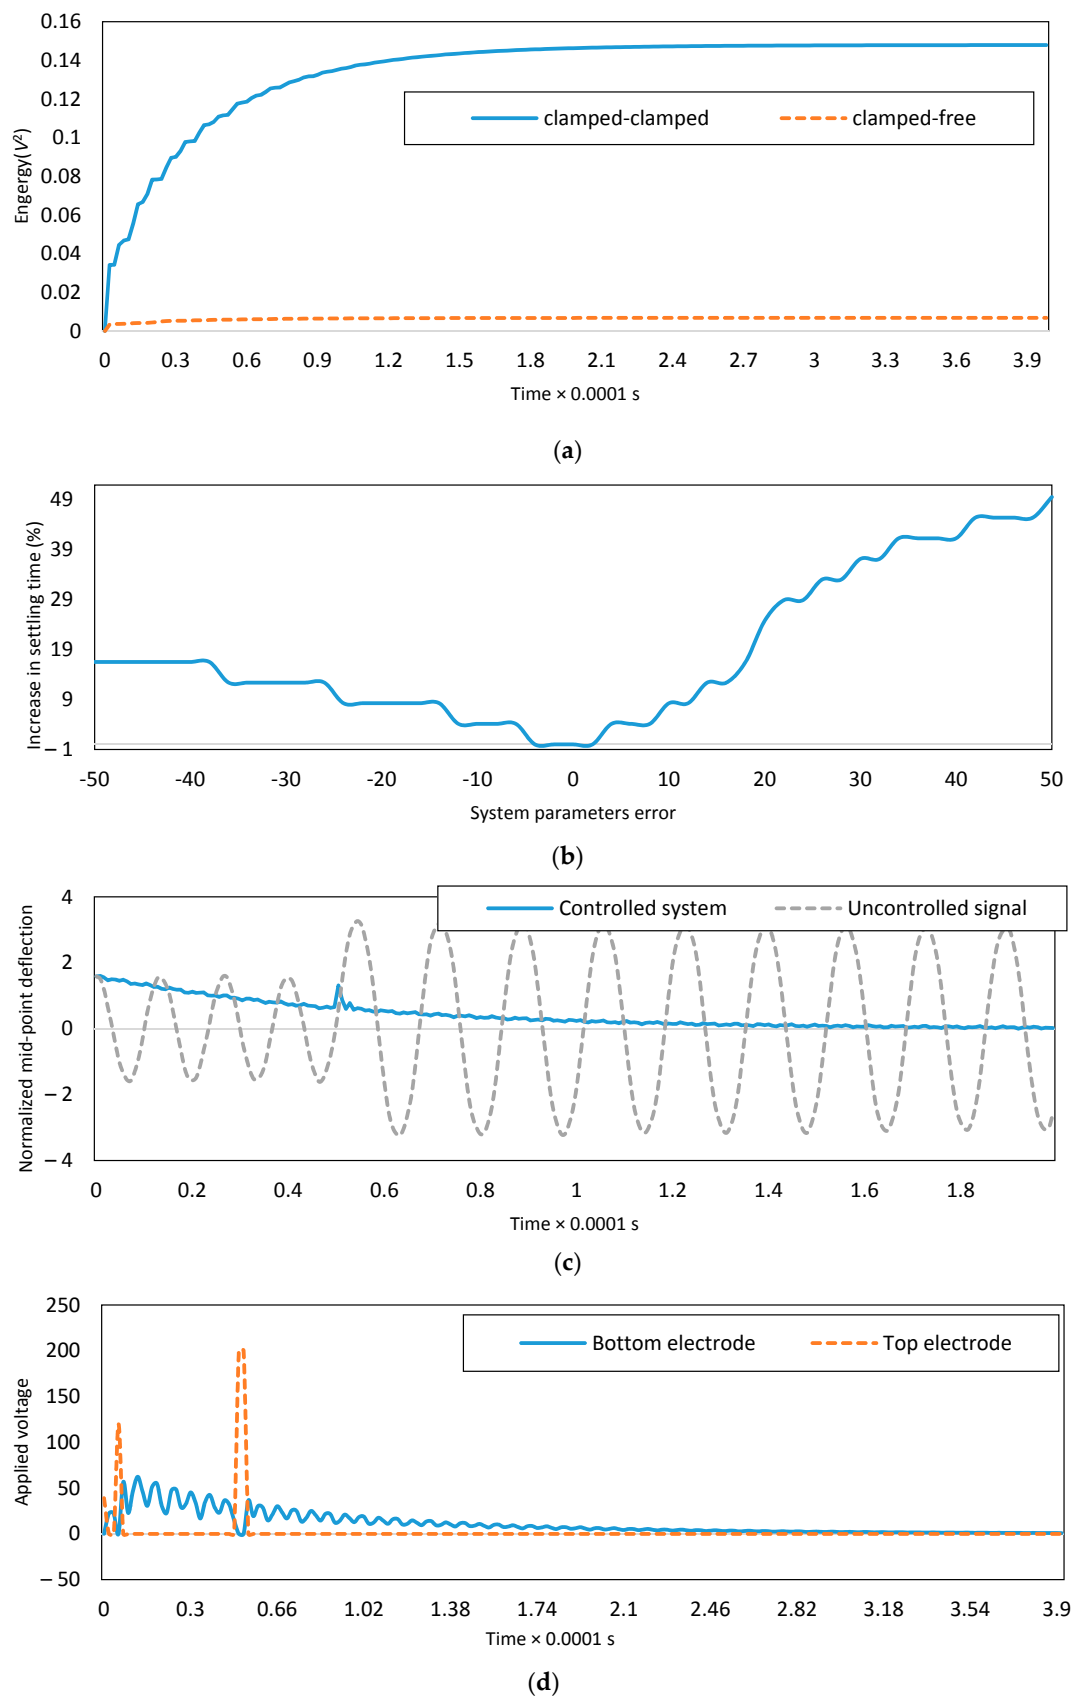 0.16
0.14
0.12
0.1
0.08
0.06
0.04
0.02
0
Engergy(V²)
clamped-clamped clamped-free
0 0.3 0.6 0.9 1.2 1.5 1.8 2.1 2.4 2.7 3 3.3 3.6 3.9
Time × 0.0001 s
(a)
49
39
29
19
9
– 1
Increase in settling time (%)
-50 -40 -30 -20 -10 0 10 20 30 40 50
System parameters error
(b)
4
2
0
– 2
– 4
Normalized mid-point deflection
Controlled system Uncontrolled signal
0 0.2 0.4 0.6 0.8 1 1.2 1.4 1.6 1.8
Time × 0.0001 s
(c)
250
200
150
100
50
0
– 50
Applied voltage
Bottom electrode Top electrode
0 0.3 0.66 1.02 1.38 1.74 2.1 2.46 2.82 3.18 3.54 3.9
Time × 0.0001 s
(d)